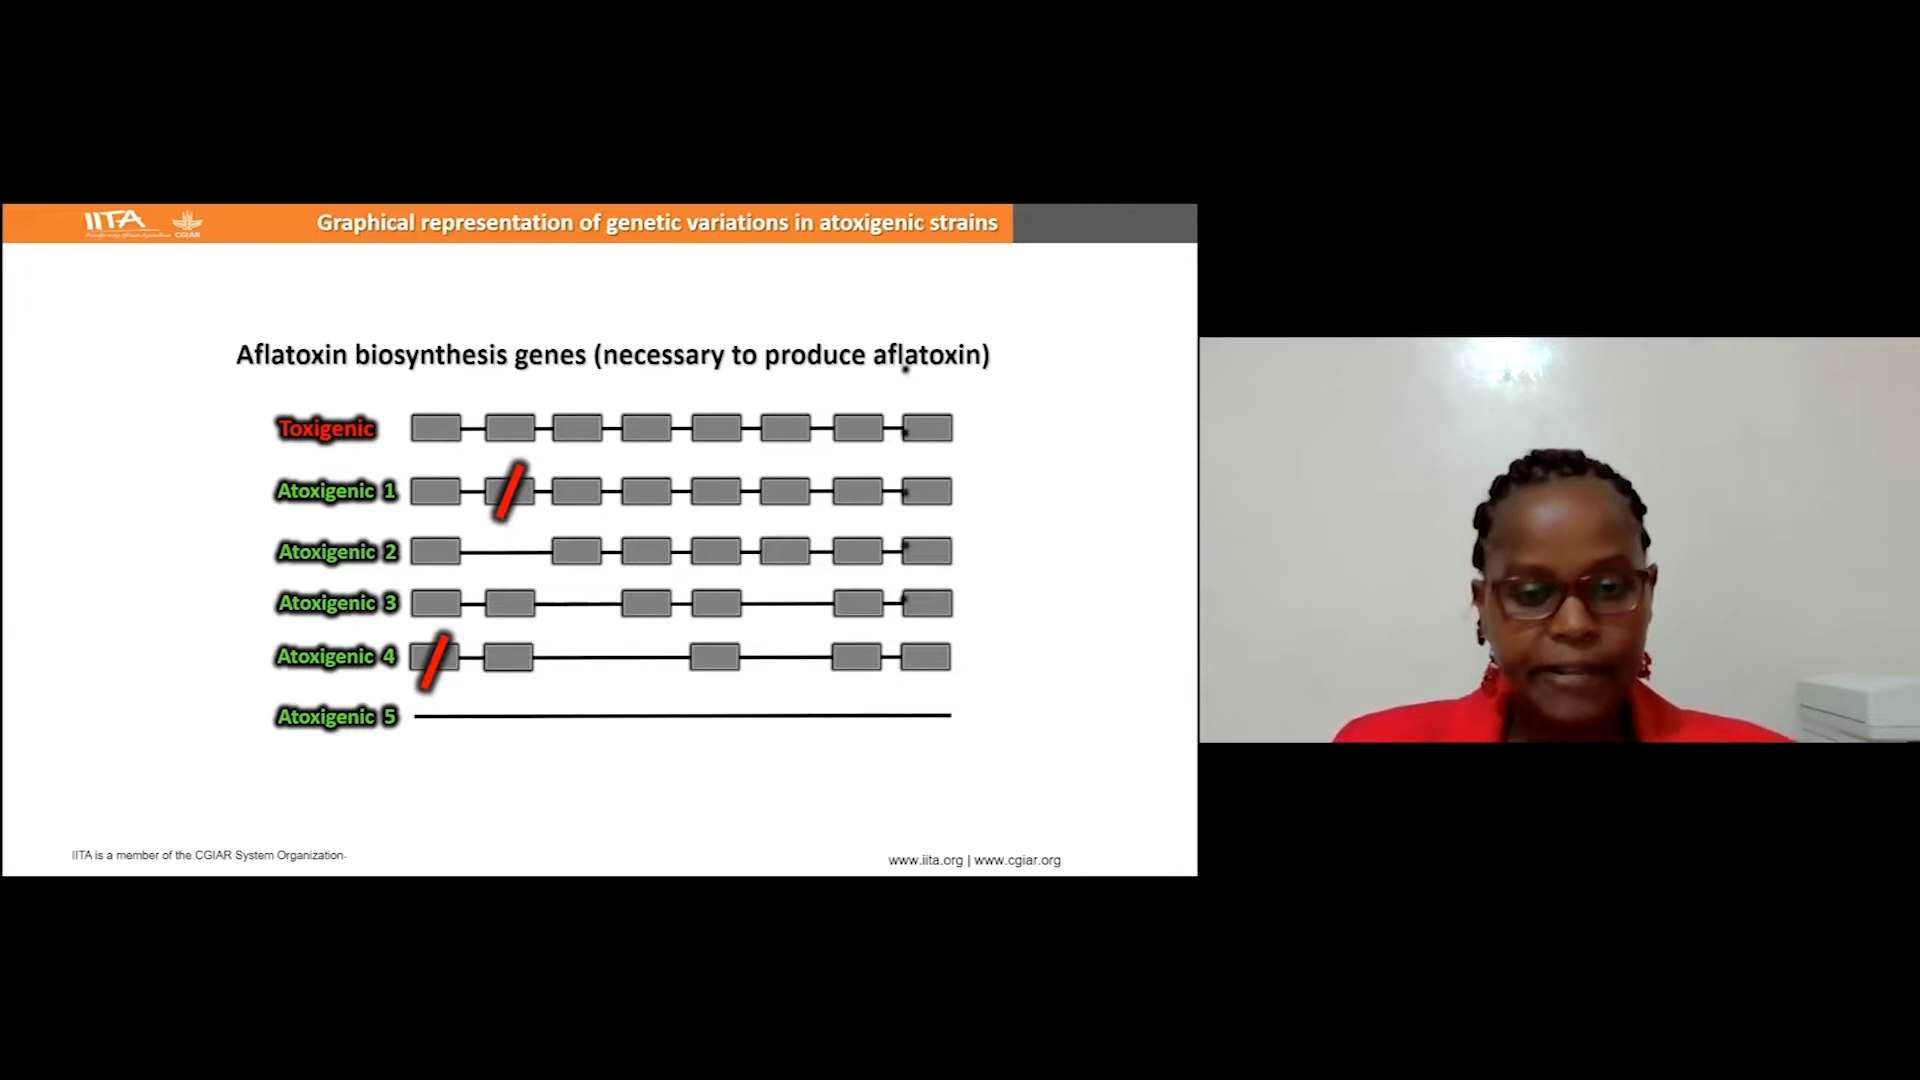 IITA
CGIAR
Graphical representation of genetic variations in atoxigenic strains
Aflatoxin biosynthesis genes (necessary to produce aflatoxin)
Toxigenic
Atoxigenic 1
Atoxigenic 2
Atoxigenic 3
Atoxigenic 4
Atoxigenic 5
IITA is a member of the CGIAR System Organization.
www.iita.org | www.cgiar.org